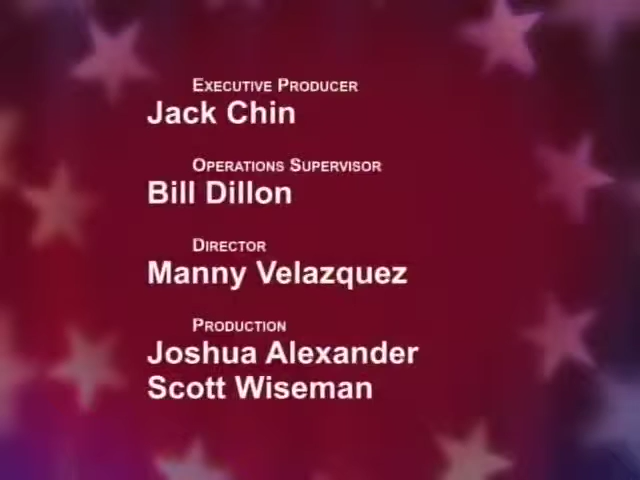 Executive Producer
Jack Chin
Operations Supervisor
Bill Dillon
Director
Manny Velazquez
Production
Joshua Alexander
Scott Wiseman